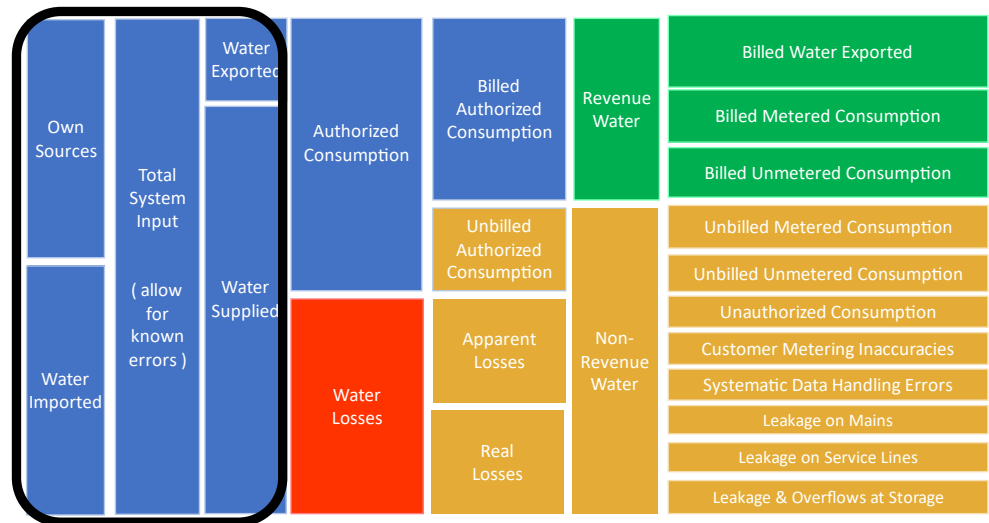 Own
Sources
Water
Imported
Total
System
Input
( allow
for
known
errors )
Water
Exported
Water
Supplied
Authorized
Consumption
Water
Losses
Billed
Authorized
Consumption
Unbilled
Authorized
Consumption
Apparent
Losses
Real
Losses
Revenue
Water
Non-
Revenue
Water
Billed Water Exported
Billed Metered Consumption
Billed Unmetered Consumption
Unbilled Metered Consumption
Unbilled Unmetered Consumption
Unauthorized Consumption
Customer Metering Inaccuracies
Systematic Data Handling Errors
Leakage on Mains
Leakage on Service Lines
Leakage & Overflows at Storage